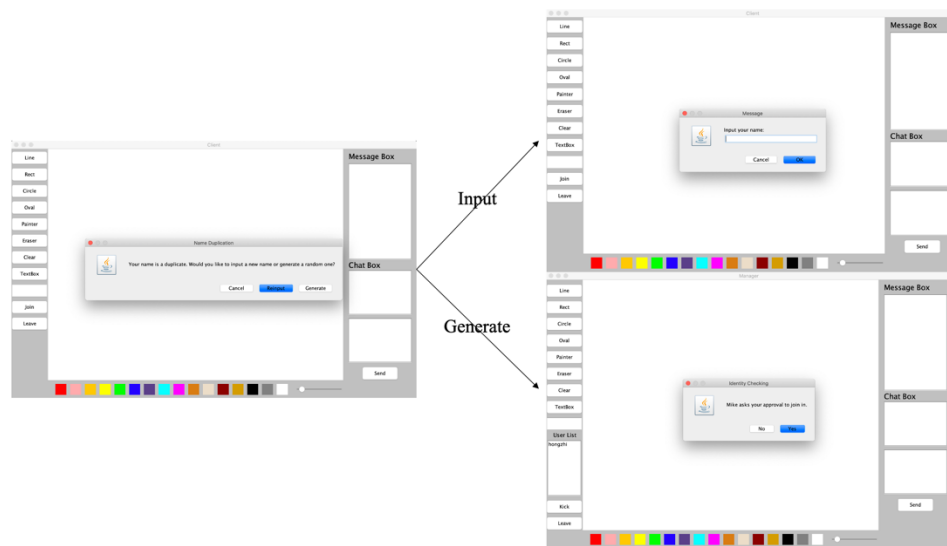 Client
Line
Rect
Circle
Oval
Painter
Eraser
Clear
TextBox
Join
Leave
Name Duplication
Your name is a duplicate. Would you like to input a new name or generate a random one?
Cancel
Reinput
Generate
Message Box
Chat Box
Send
Input
Generate
Client
Line
Rect
Circle
Oval
Painter
Eraser
Clear
TextBox
Join
Leave
Message
Input your name:
Cancel
OK
Message Box
Chat Box
Send
Manager
Line
Rect
Circle
Oval
Painter
Eraser
Clear
TextBox
User List
hongzhi
Kick
Leave
Identity Checking
Mike asks your approval to join in.
No
Yes
Message Box
Chat Box
Send